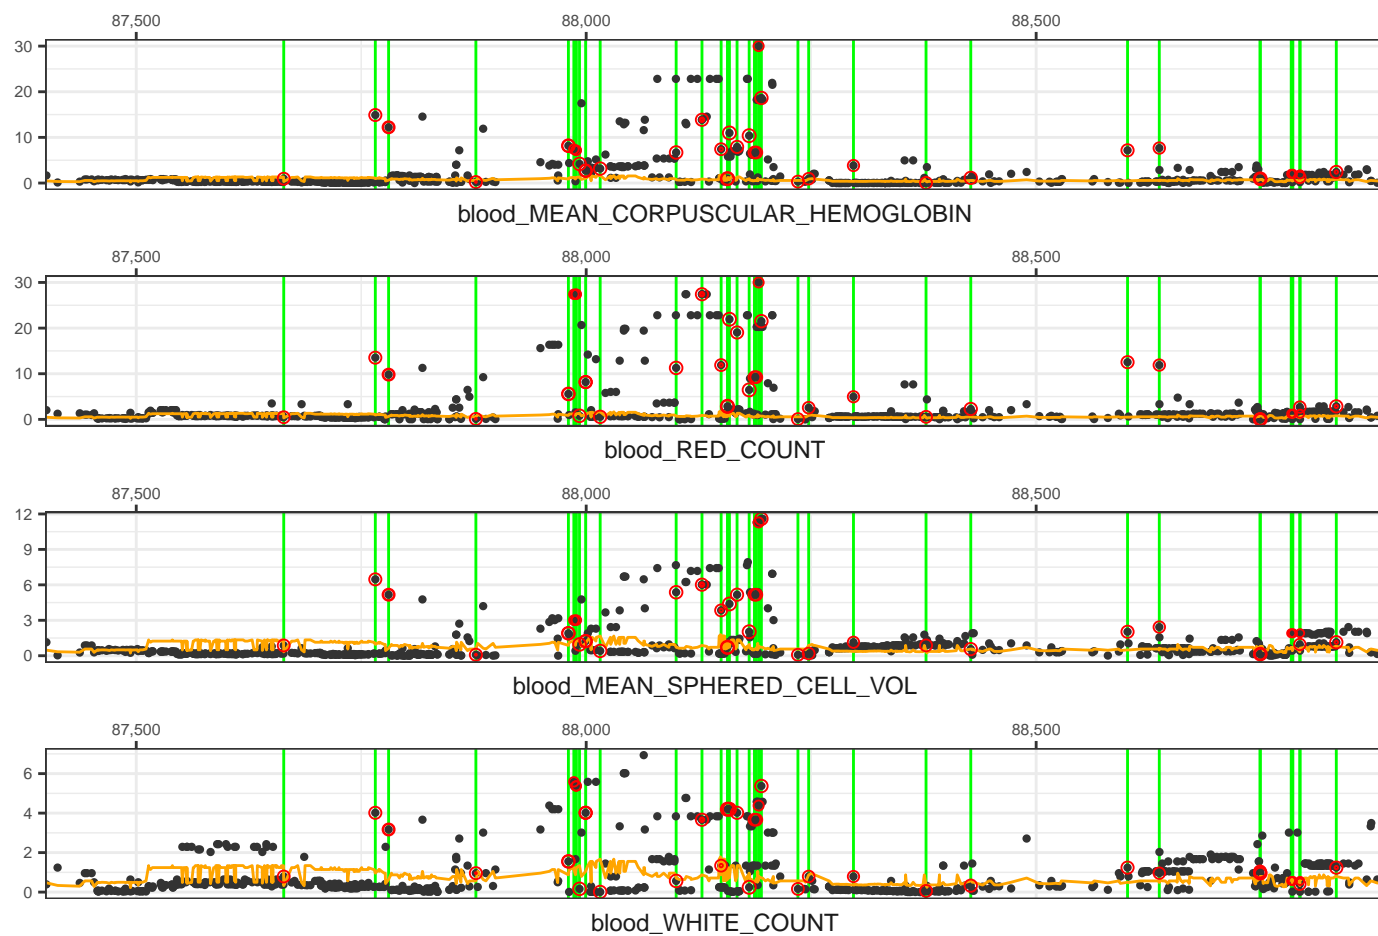 87,500 88,000 88,500
30
20
10
0
blood_MEAN_CORPUSCULAR_HEMOGLOBIN
87,500 88,000 88,500
30
20
10
0
blood_RED_COUNT
87,500 88,000 88,500
12
9
6
3
0
blood_MEAN_SPHERED_CELL_VOL
87,500 88,000 88,500
6
4
2
0
blood_WHITE_COUNT